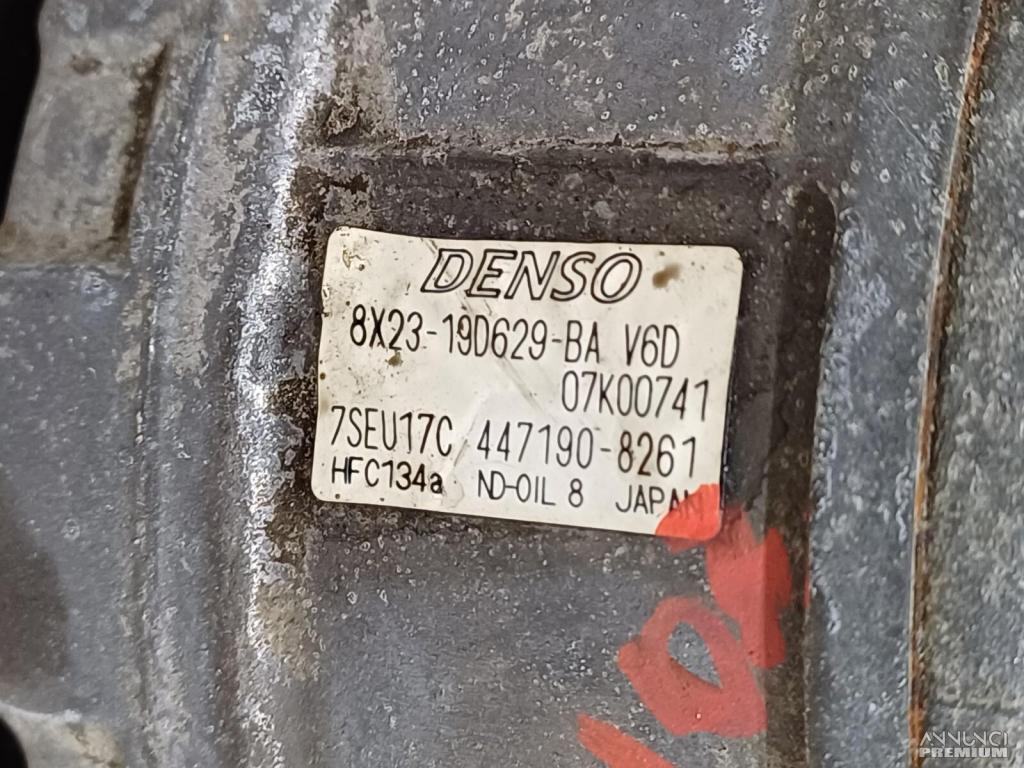 DENSO
8X23-19D629-BA V6D
07K00741
7SEU17C 447190-8261
HFC134a ND-OIL 8 JAPAN
ANNUNCI
PREMIUM